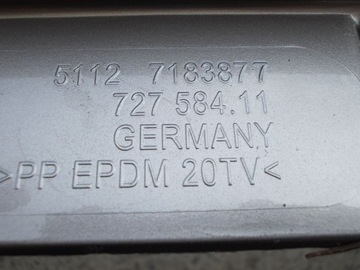 5112 7183877
727 584.11
GERMANY
>PP EPDM 20TV<